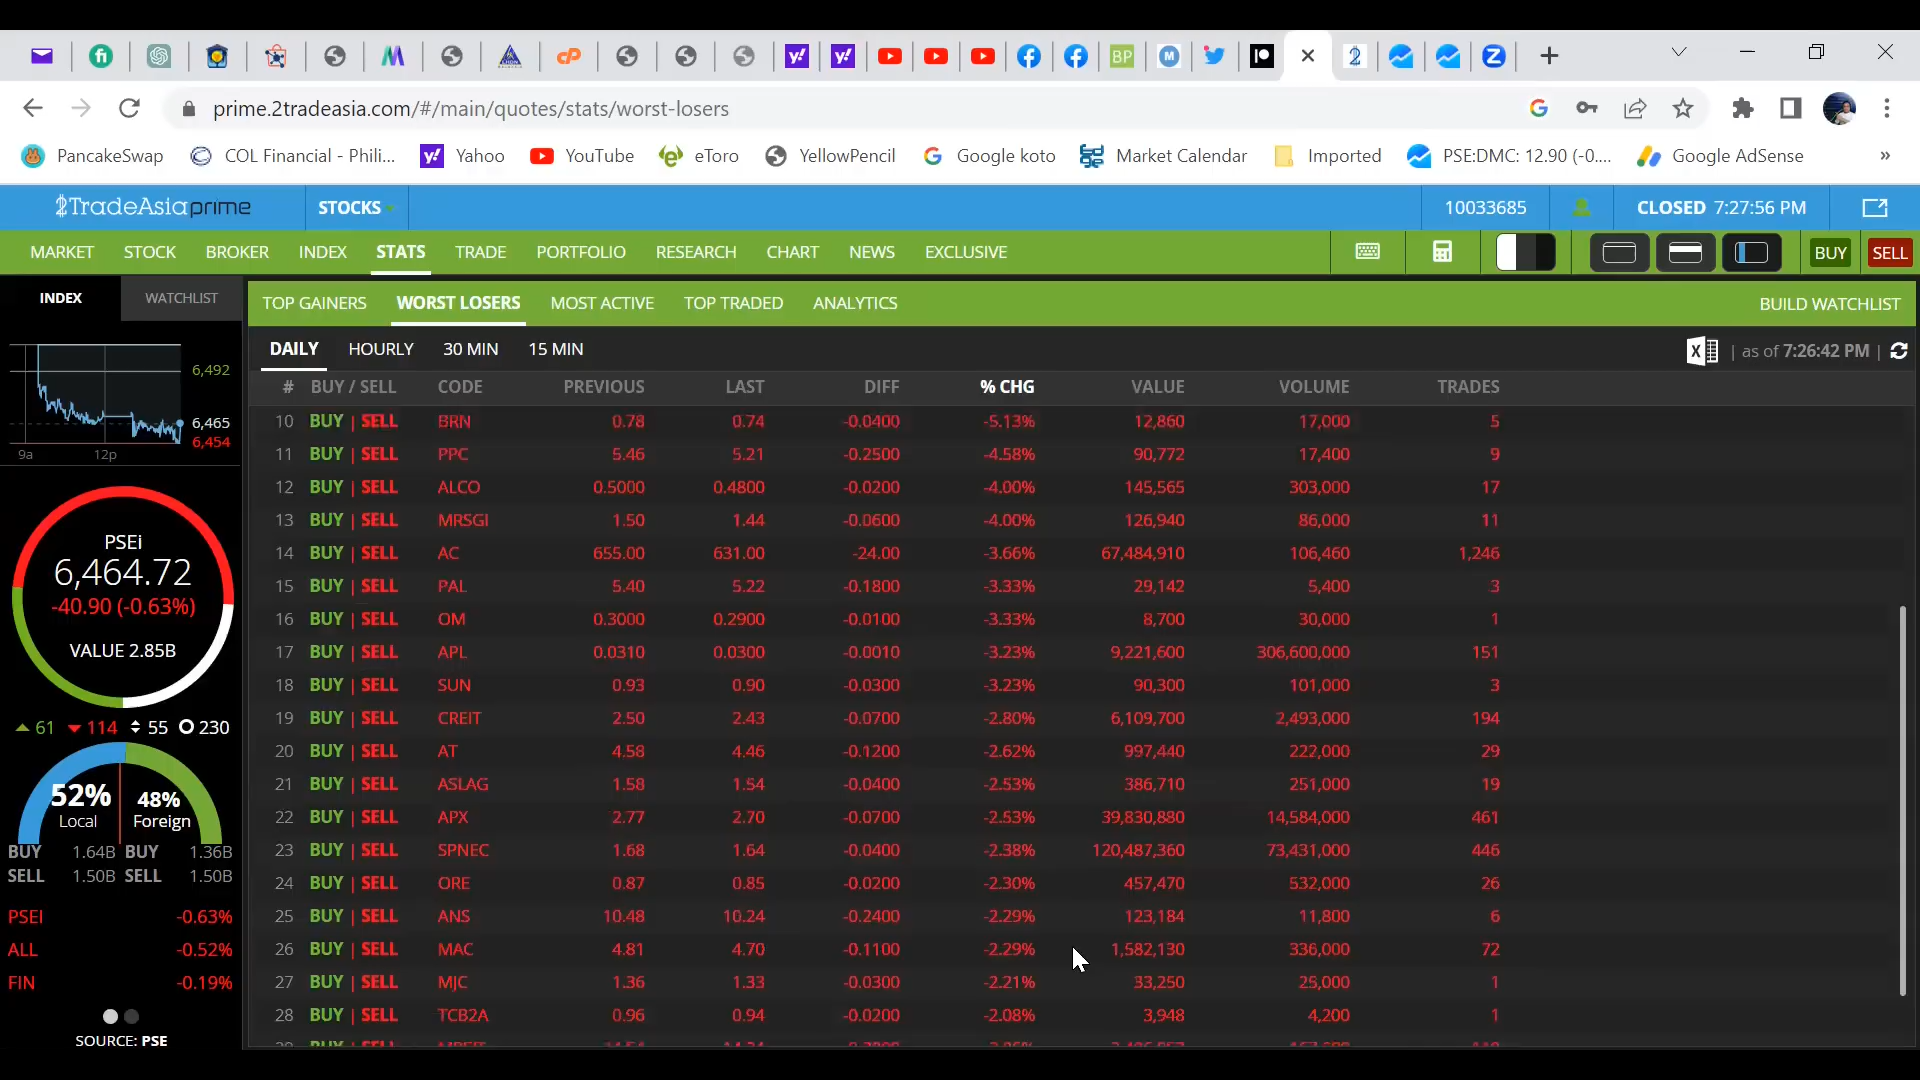 prime.2tradeasia.com/#/main/quotes/stats/worst-losers
PancakeSwap COL Financial - Phili... Yahoo YouTube eToro YellowPencil Google koto Market Calendar Imported PSE:DMC: 12.90 (-0.... Google AdSense »
2TradeAsiaprime STOCKS 10033685 CLOSED 7:27:56 PM
MARKET STOCK BROKER INDEX STATS TRADE PORTFOLIO RESEARCH CHART NEWS EXCLUSIVE BUY SELL
INDEX WATCHLIST
6,492
6,465
6,454
9a 12p
PSEi
6,464.72
-40.90 (-0.63%)
VALUE 2.85B
61 114 55 230
52% 48%
Local Foreign
BUY 1.64B BUY 1.36B
SELL 1.50B SELL 1.50B
PSEI -0.63%
ALL -0.52%
FIN -0.19%
SOURCE: PSE
TOP GAINERS WORST LOSERS MOST ACTIVE TOP TRADED ANALYTICS BUILD WATCHLIST
DAILY HOURLY 30 MIN 15 MIN | as of 7:26:42 PM |
# BUY / SELL CODE PREVIOUS LAST DIFF % CHG VALUE VOLUME TRADES
10 BUY | SELL BRN 0.78 0.74 -0.0400 -5.13% 12,860 17,000 5
11 BUY | SELL PPC 5.46 5.21 -0.2500 -4.58% 90,772 17,400 9
12 BUY | SELL ALCO 0.5000 0.4800 -0.0200 -4.00% 145,565 303,000 17
13 BUY | SELL MRSGI 1.50 1.44 -0.0600 -4.00% 126,940 86,000 11
14 BUY | SELL AC 655.00 631.00 -24.00 -3.66% 67,484,910 106,460 1,246
15 BUY | SELL PAL 5.40 5.22 -0.1800 -3.33% 29,142 5,400 3
16 BUY | SELL OM 0.3000 0.2900 -0.0100 -3.33% 8,700 30,000 1
17 BUY | SELL APL 0.0310 0.0300 -0.0010 -3.23% 9,221,600 306,600,000 151
18 BUY | SELL SUN 0.93 0.90 -0.0300 -3.23% 90,300 101,000 3
19 BUY | SELL CREIT 2.50 2.43 -0.0700 -2.80% 6,109,700 2,493,000 194
20 BUY | SELL AT 4.58 4.46 -0.1200 -2.62% 997,440 222,000 29
21 BUY | SELL ASLAG 1.58 1.54 -0.0400 -2.53% 386,710 251,000 19
22 BUY | SELL APX 2.77 2.70 -0.0700 -2.53% 39,830,880 14,584,000 461
23 BUY | SELL SPNEC 1.68 1.64 -0.0400 -2.38% 120,487,360 73,431,000 446
24 BUY | SELL ORE 0.87 0.85 -0.0200 -2.30% 457,470 532,000 26
25 BUY | SELL ANS 10.48 10.24 -0.2400 -2.29% 123,184 11,800 6
26 BUY | SELL MAC 4.81 4.70 -0.1100 -2.29% 1,582,130 336,000 72
27 BUY | SELL MJC 1.36 1.33 -0.0300 -2.21% 33,250 25,000 1
28 BUY | SELL TCB2A 0.96 0.94 -0.0200 -2.08% 3,948 4,200 1